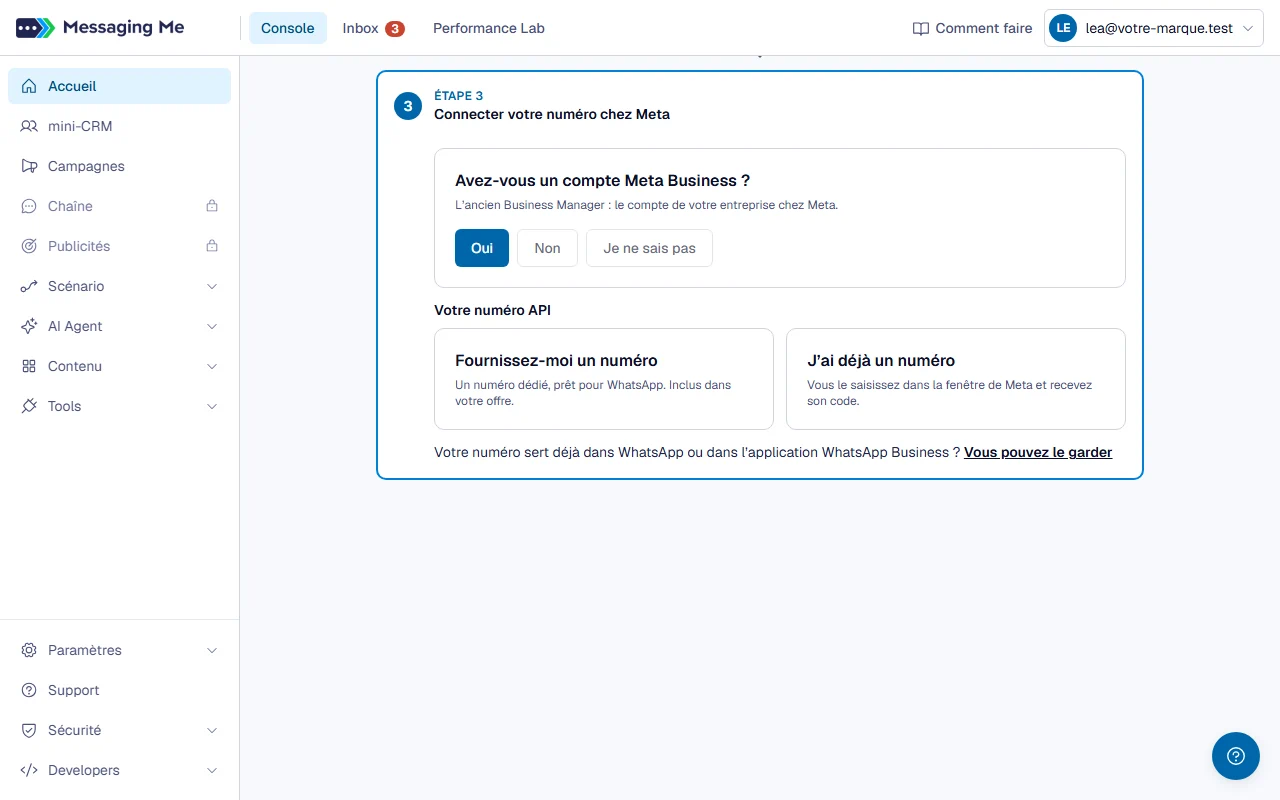 Messaging Me
Console
Inbox 3
Performance Lab
Comment faire
LE lea@votre-marque.test
Accueil
mini-CRM
Campagnes
Chaîne
Publicités
Scénario
AI Agent
Contenu
Tools
Paramètres
Support
Sécurité
Developers
3
ÉTAPE 3
Connecter votre numéro chez Meta
Avez-vous un compte Meta Business ?
L'ancien Business Manager : le compte de votre entreprise chez Meta.
Oui
Non
Je ne sais pas
Votre numéro API
Fournissez-moi un numéro
Un numéro dédié, prêt pour WhatsApp. Inclus dans
votre offre.
J’ai déjà un numéro
Vous le saisissez dans la fenêtre de Meta et recevez
son code.
Votre numéro sert déjà dans WhatsApp ou dans l'application WhatsApp Business ? Vous pouvez le garder